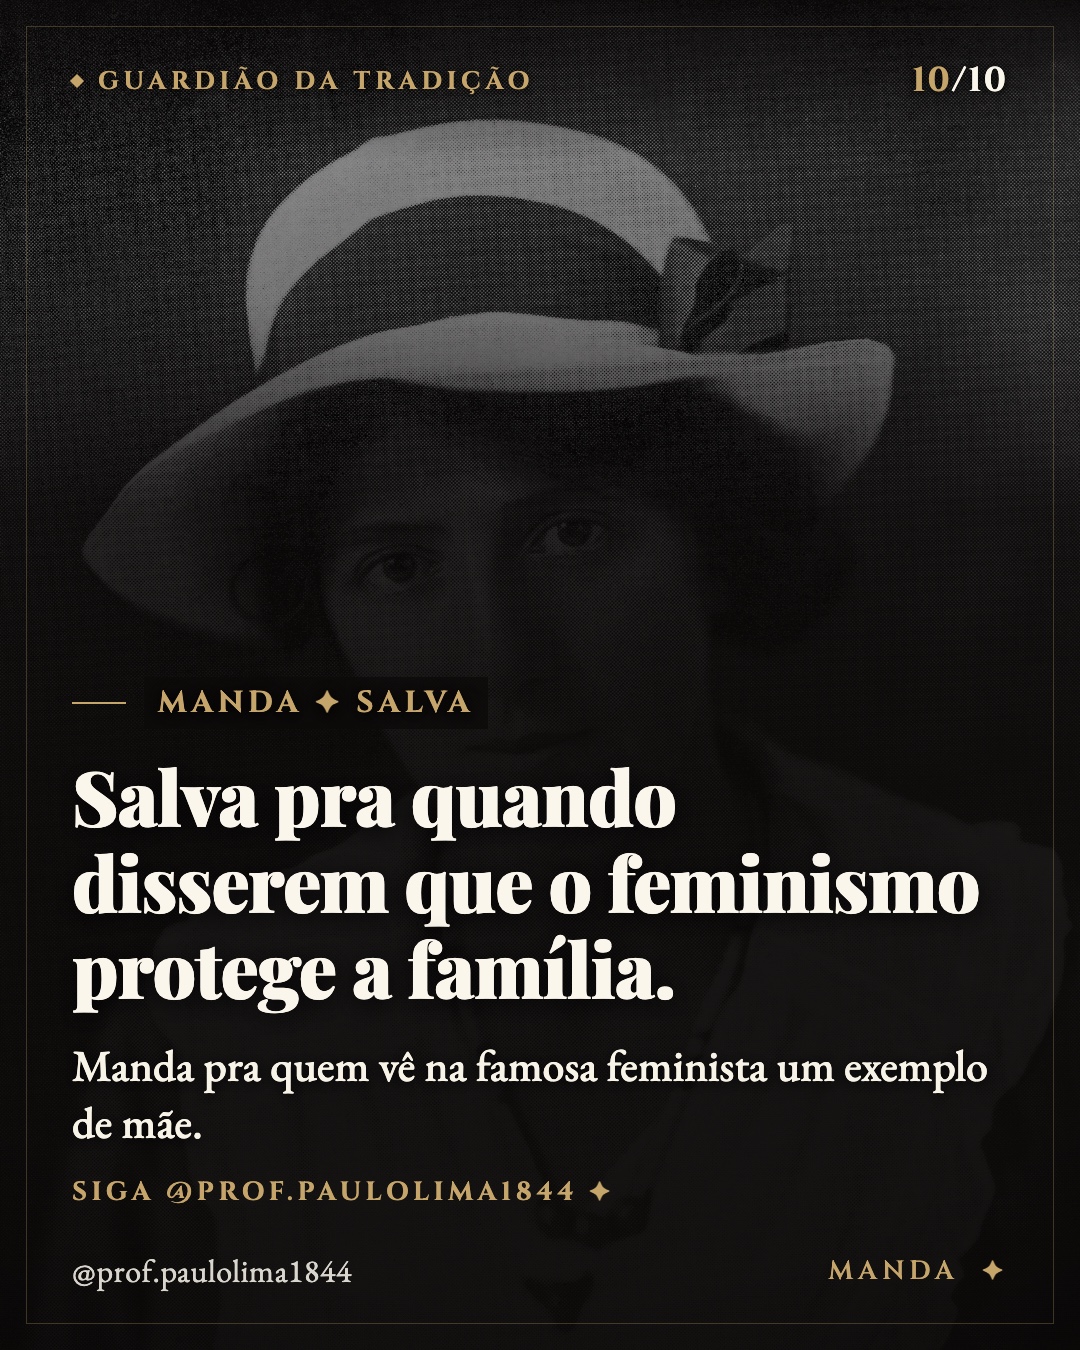 GUARDIÃO DA TRADIÇÃO
10/10
MANDA ✦ SALVA
Salva pra quando
disserem que o feminismo
protege a família.
Manda pra quem vê na famosa feminista um exemplo
de mãe.
SIGA @PROF.PAULOLIMA1844 ✦
@prof.paulolima1844
MANDA ✦